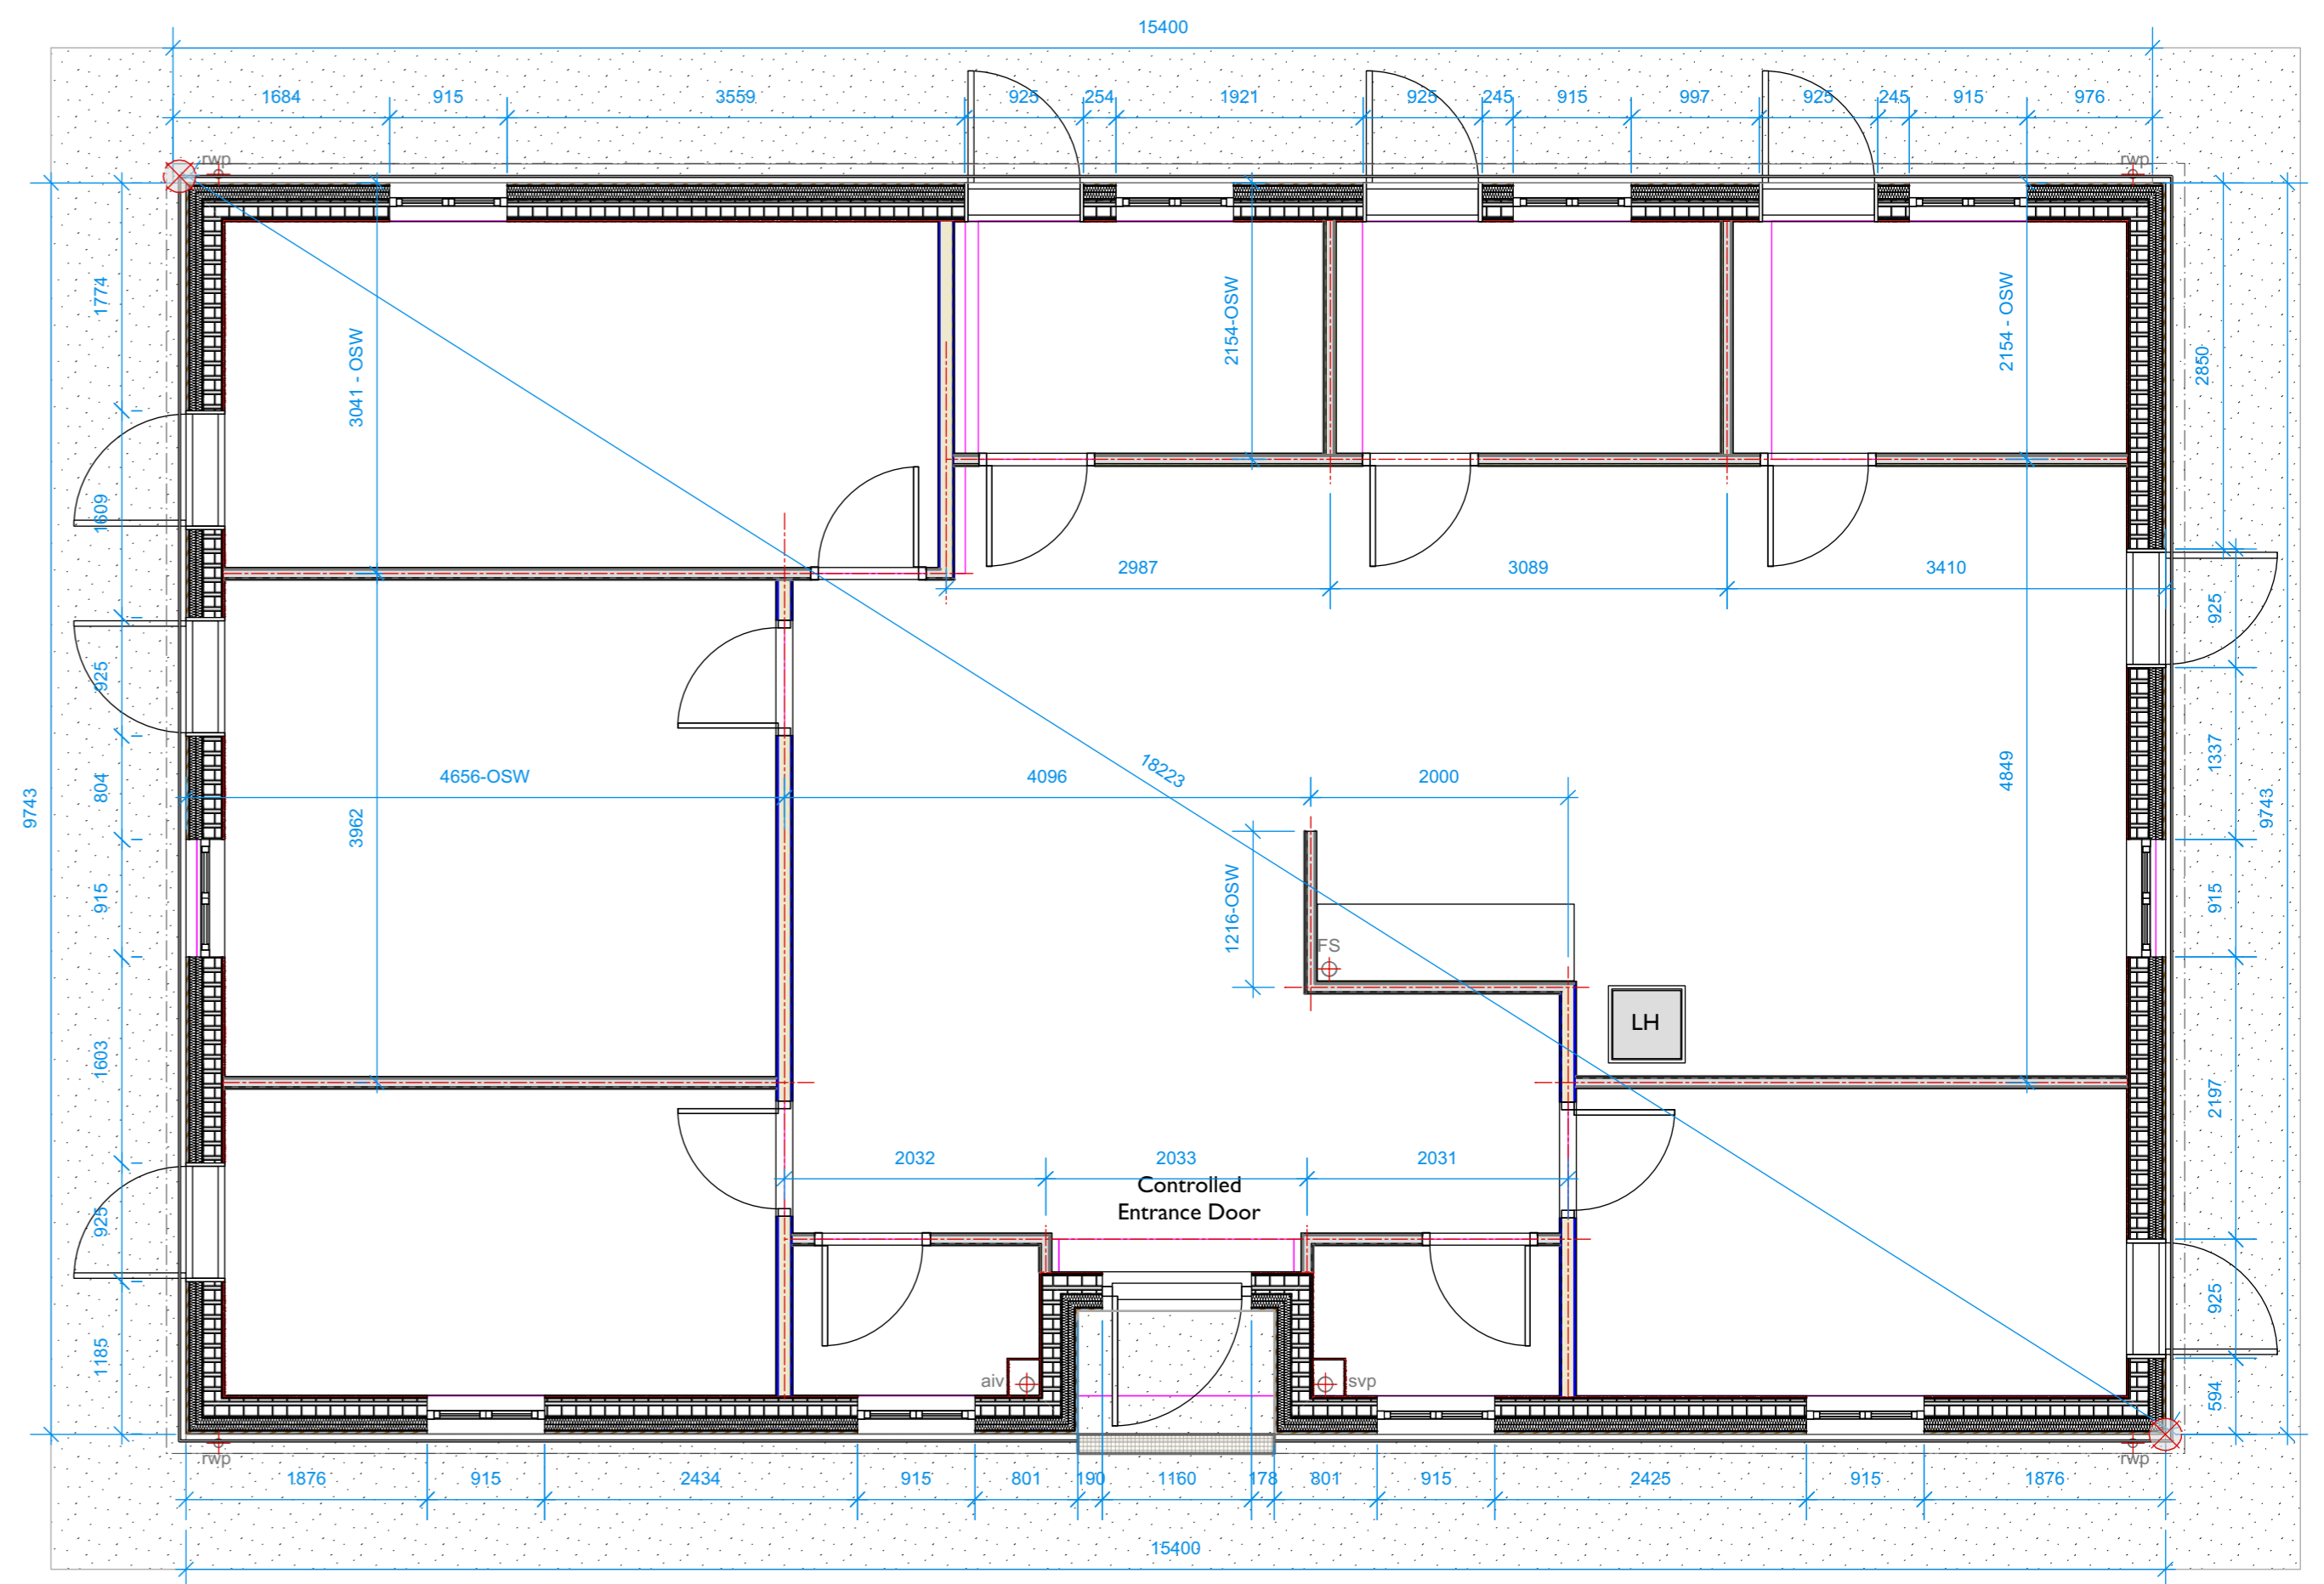 15400
1684 915 3559 925 254 1921 925 245 915 997 925 245 915 976
rwp rwp
1774
3041 - OSW
2154-OSW
2154 - OSW
2850
1609
2987 3089 3410
925
925
4656-OSW 4096 18223 2000
1337
4849
9743
804
3962
9743
915
1216-OSW
915
FS
LH
1603
2197
2032 2033 2031
Controlled
Entrance Door
925
925
1185
aiv svp
594
rwp rwp
1876 915 2434 915 801 190 1160 178 801 915 2425 915 1876
15400